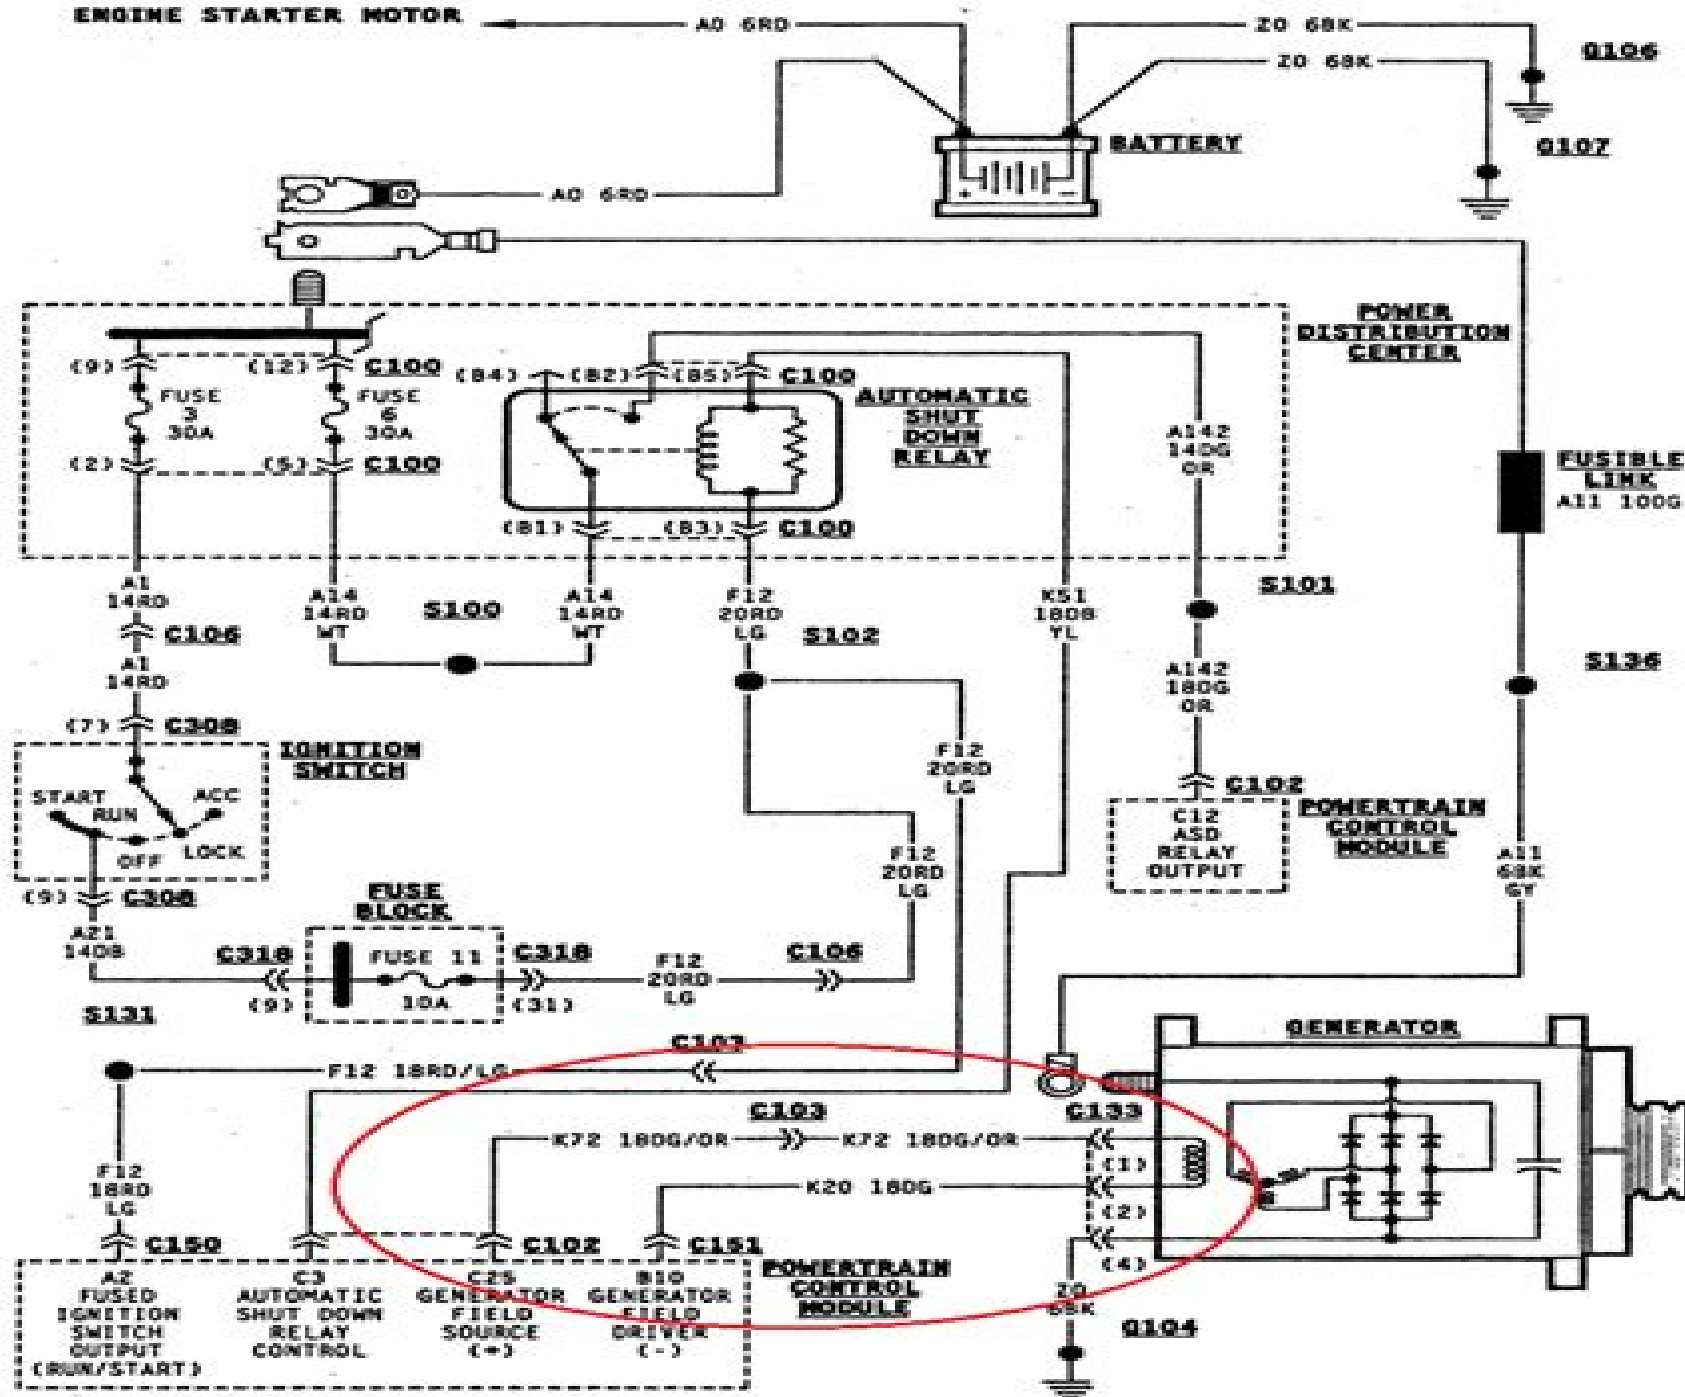 ENGINE STARTER MOTOR
A0 6RD
Z0 6BK
G106
Z0 6BK
BATTERY
G107
+
-
A0 6RD
POWER
DISTRIBUTION
CENTER
(9)
(12)
C100
(B4)
(B2)
(B5)
C100
FUSE
3
30A
FUSE
6
30A
AUTOMATIC
SHUT
DOWN
RELAY
A142
14DG
OR
FUSIBLE
LINK
A11 10DG
(2)
(5)
C100
(B1)
(B3)
C100
A1
14RD
A14
14RD
WT
S100
A14
14RD
WT
F12
20RD
LG
S102
K51
18DB
YL
S101
C106
A1
14RD
A142
18DG
OR
S136
(7)
C308
IGNITION
SWITCH
F12
20RD
LG
C102
START
RUN
ACC
OFF
LOCK
C12
ASD
RELAY
OUTPUT
POWERTRAIN
CONTROL
MODULE
F12
20RD
LG
A11
6BK
GY
(9)
C308
FUSE
BLOCK
A21
14DB
C318
FUSE 11
10A
C318
(9)
(31)
F12
20RD
LG
C106
S131
GENERATOR
C103
F12 18RD/LG
C103
C133
K72 18DG/OR
K72 18DG/OR
(1)
F12
18RD
LG
K20 18DG
(2)
C150
C102
C151
(4)
A2
FUSED
IGNITION
SWITCH
OUTPUT
(RUN/START)
C3
AUTOMATIC
SHUT DOWN
RELAY
CONTROL
C25
GENERATOR
FIELD
SOURCE
(+)
B10
GENERATOR
FIELD
DRIVER
(-)
POWERTRAIN
CONTROL
MODULE
Z0
6BK
G104